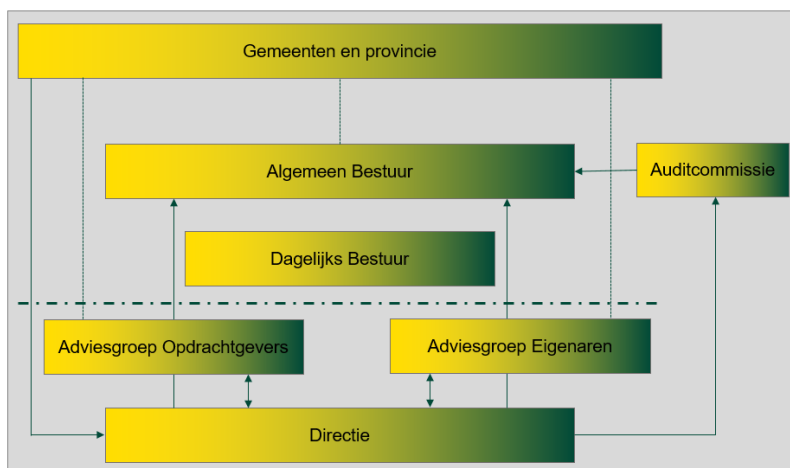 Gemeenten en provincie
Algemeen Bestuur
Auditcommissie
Dagelijks Bestuur
Adviesgroep Opdrachtgevers
Adviesgroep Eigenaren
Directie